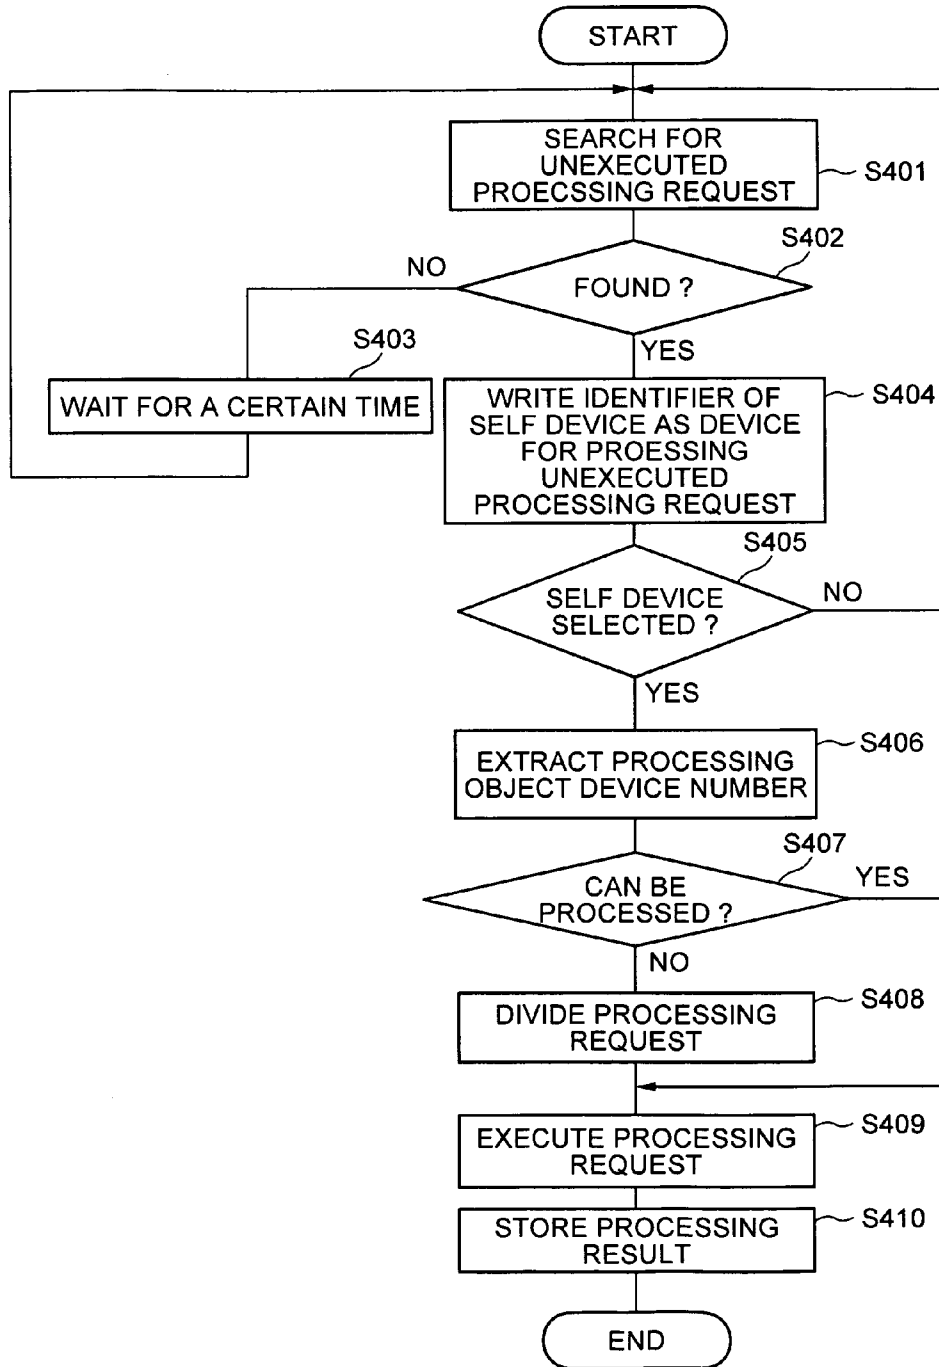 START
SEARCH FOR
UNEXECUTED
PROECSSING REQUEST
S401
S402
NO
FOUND ?
YES
S403
WAIT FOR A CERTAIN TIME
WRITE IDENTIFIER OF
SELF DEVICE AS DEVICE
FOR PROESSING
UNEXECUTED
PROCESSING REQUEST
S404
S405
SELF DEVICE
SELECTED ?
NO
YES
EXTRACT PROCESSING
OBJECT DEVICE NUMBER
S406
S407
CAN BE
PROCESSED ?
YES
NO
DIVIDE PROCESSING
REQUEST
S408
EXECUTE PROCESSING
REQUEST
S409
STORE PROCESSING
RESULT
S410
END